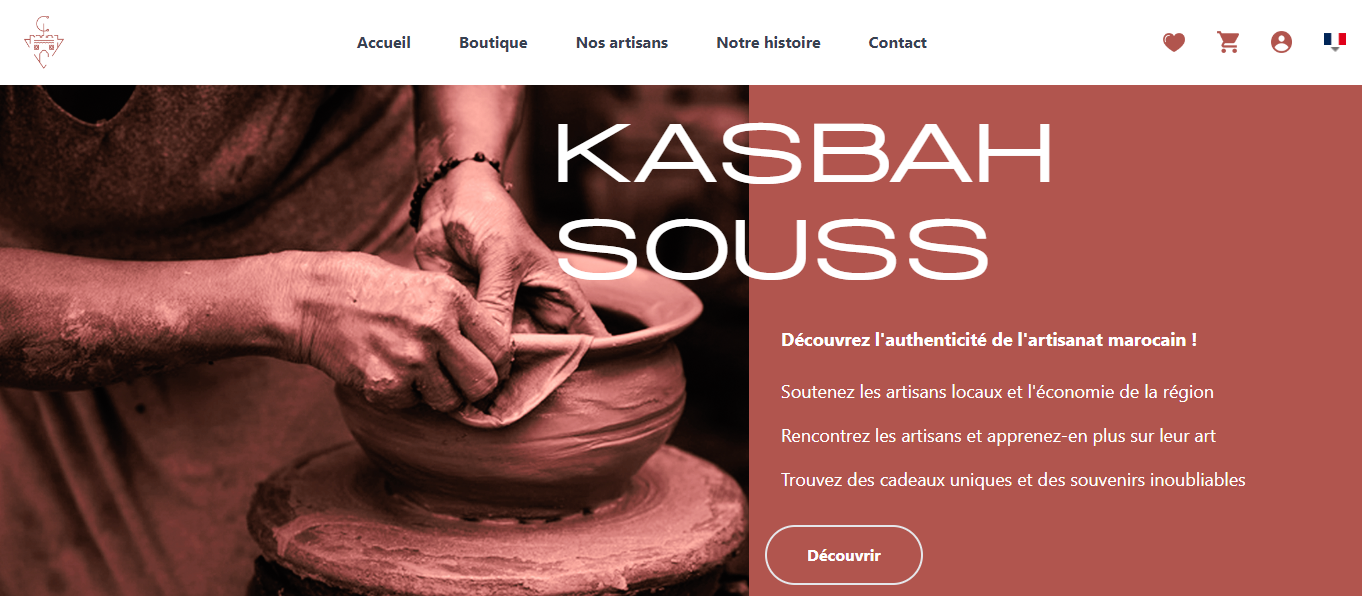 Accueil
Boutique
Nos artisans
Notre histoire
Contact
KASBAH
SOUSS
Découvrez l'authenticité de l'artisanat marocain !
Soutenez les artisans locaux et l'économie de la région
Rencontrez les artisans et apprenez-en plus sur leur art
Trouvez des cadeaux uniques et des souvenirs inoubliables
Découvrir